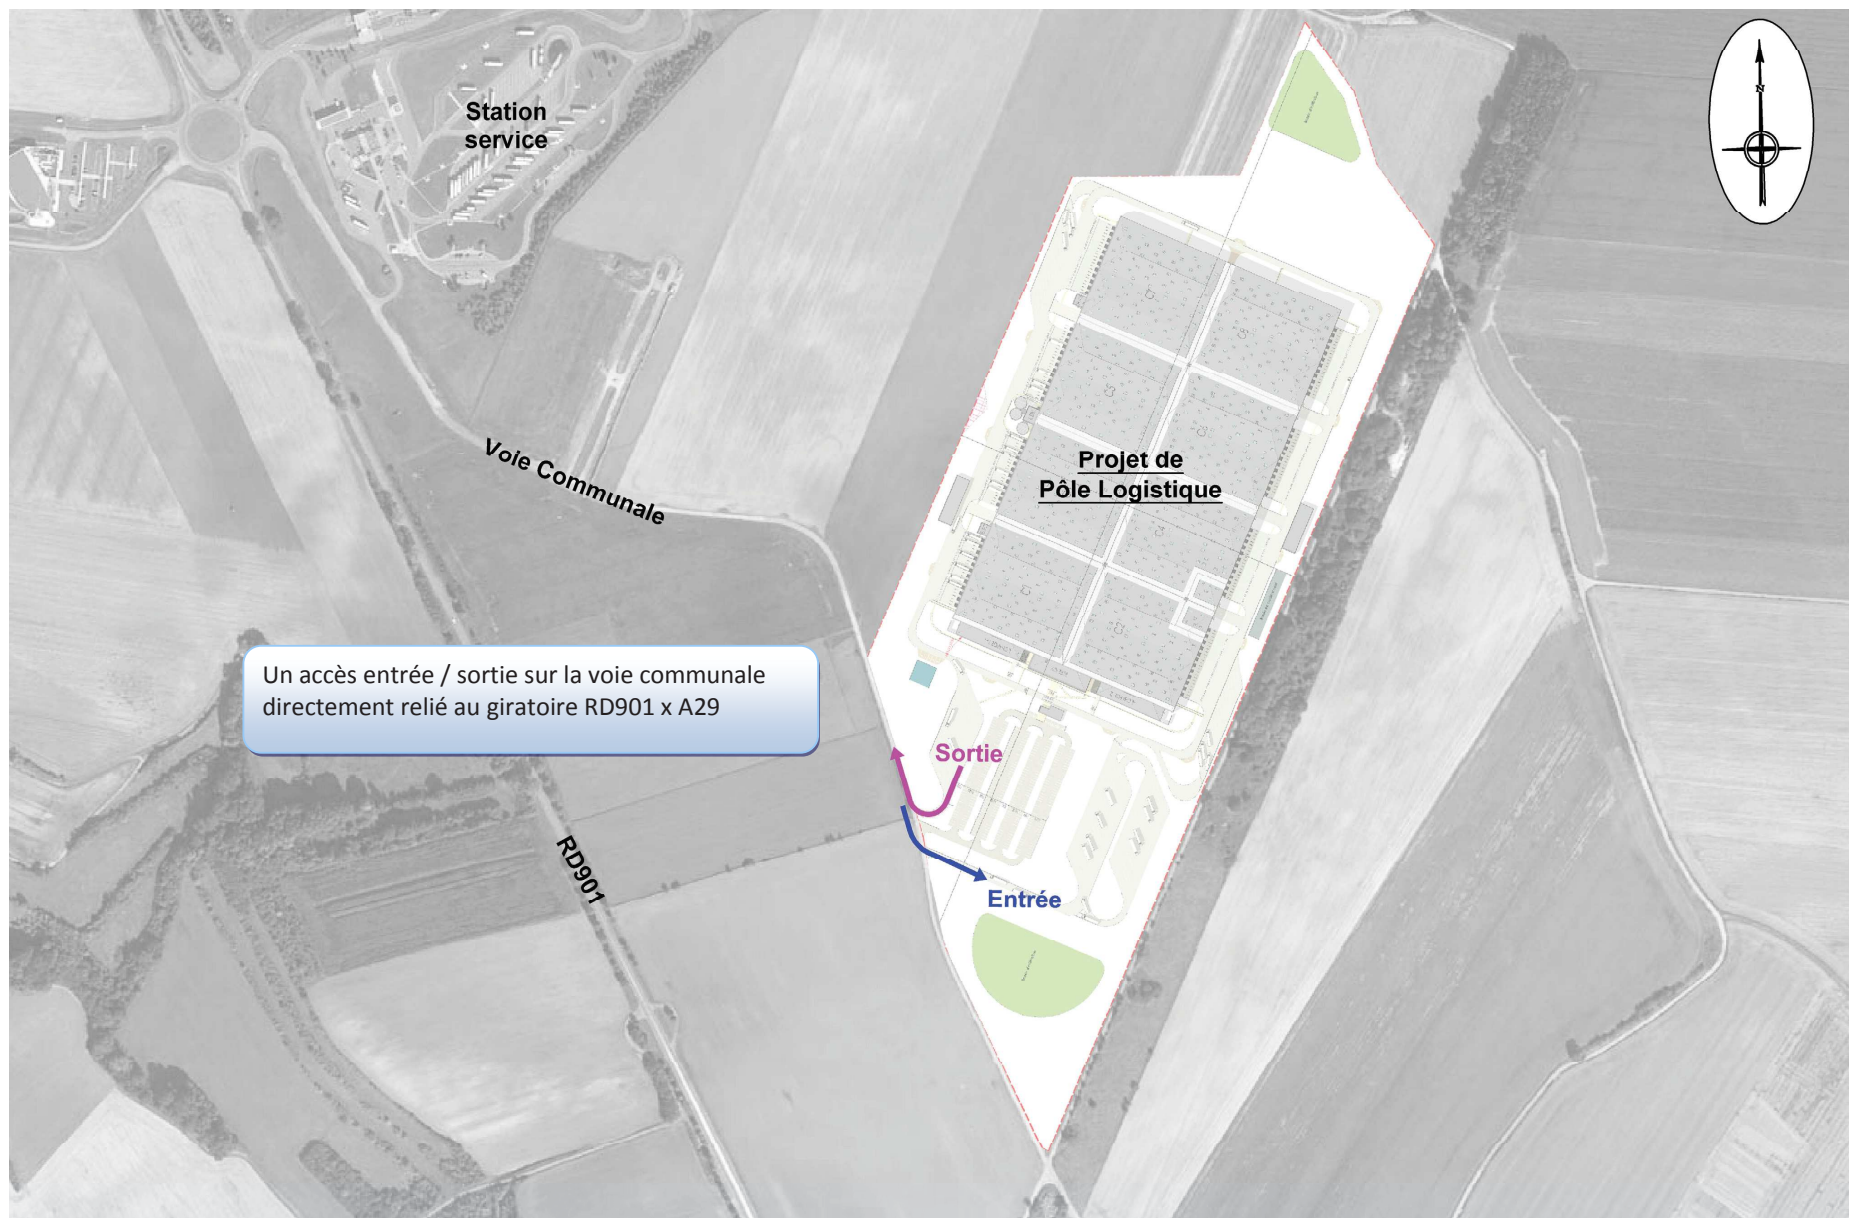 Station
service
N
Voie Communale
Projet de
Pôle Logistique
Un accès entrée / sortie sur la voie communale
directement relié au giratoire RD901 x A29
Sortie
RD901
Entrée